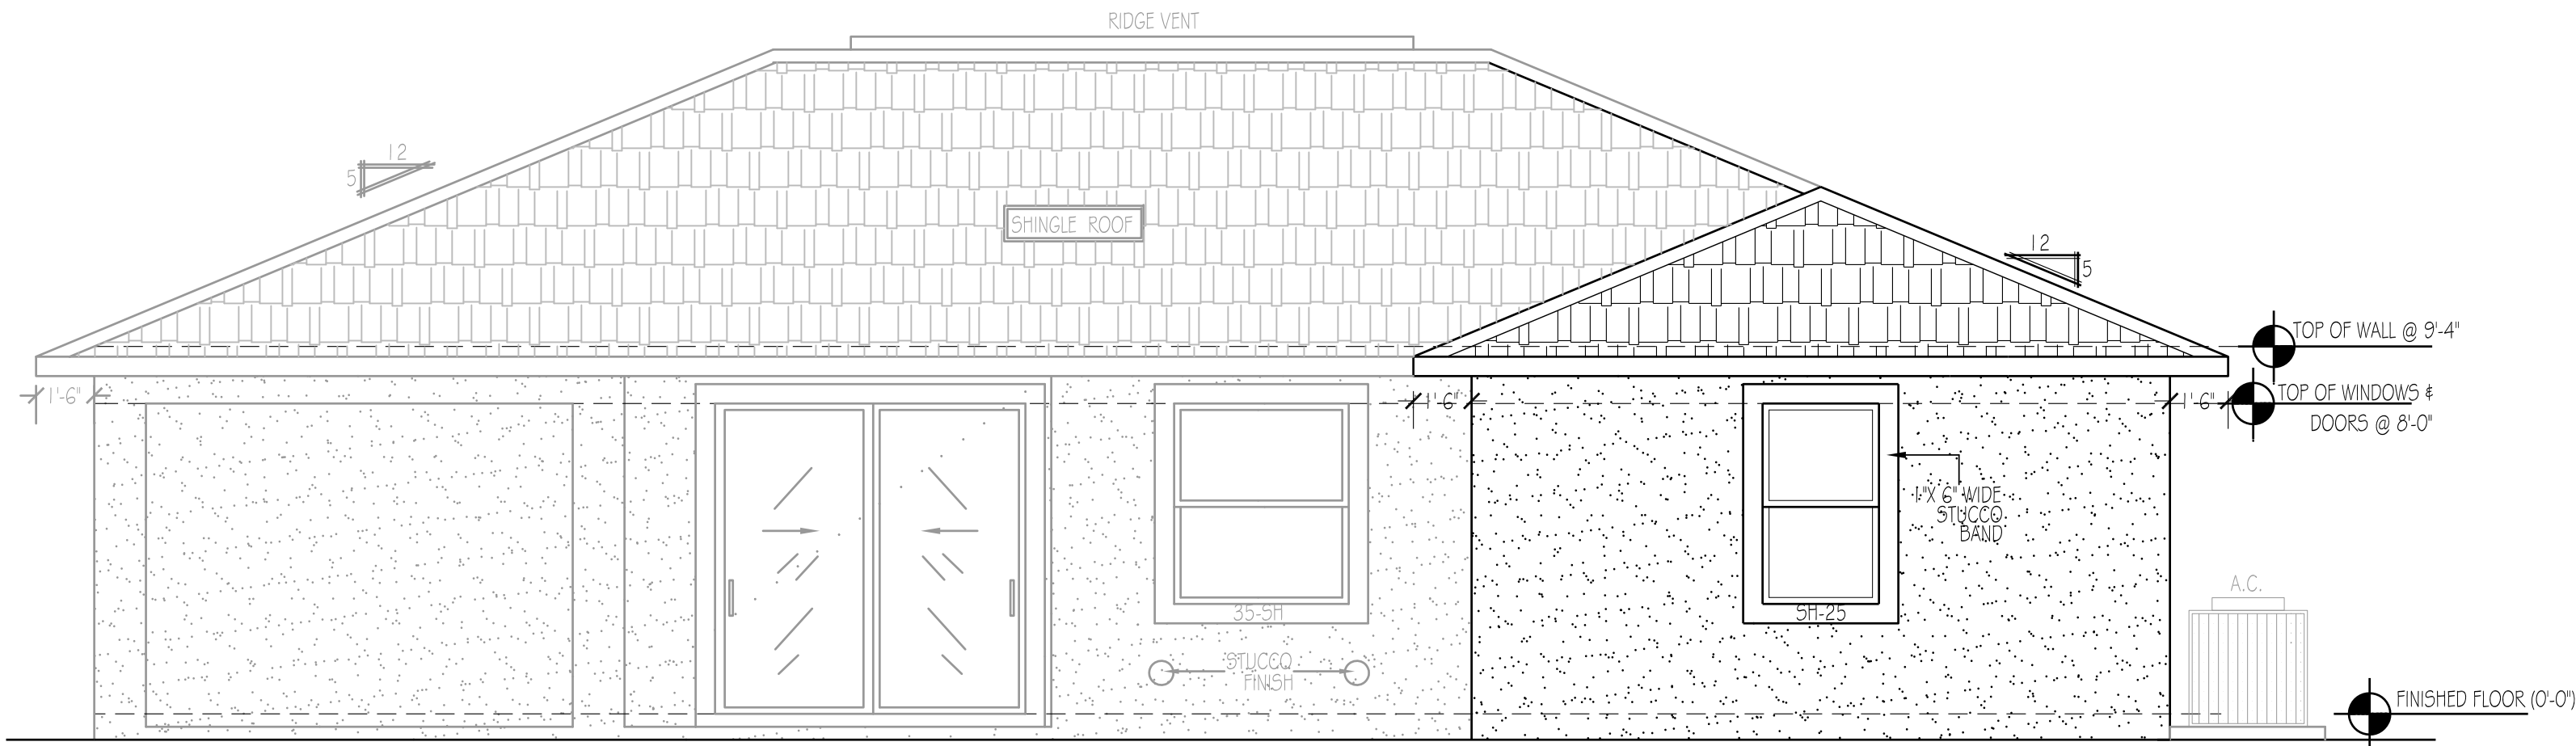 RIDGE VENT
12
5
SHINGLE ROOF
12
5
TOP OF WALL @ 9'-4"
1'-6"
1'6"
1'6"
TOP OF WINDOWS &
DOORS @ 8'-0"
1"X 6" WIDE
STUCCO
BAND
35-SH
SH-25
A.C.
STUCCO
FINISH
FINISHED FLOOR (0'-0")